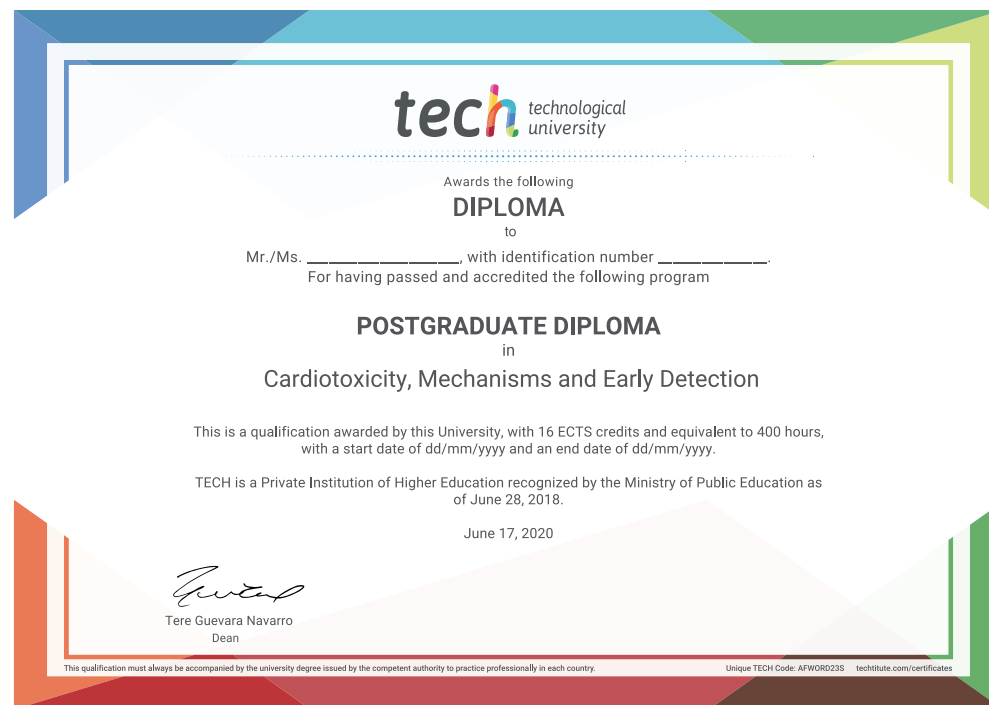 tech technological
university
Awards the following
DIPLOMA
to
Mr./Ms. __________________, with identification number _____________.
For having passed and accredited the following program
POSTGRADUATE DIPLOMA
in
Cardiotoxicity, Mechanisms and Early Detection
This is a qualification awarded by this University, with 16 ECTS credits and equivalent to 400 hours,
with a start date of dd/mm/yyyy and an end date of dd/mm/yyyy.
TECH is a Private Institution of Higher Education recognized by the Ministry of Public Education as
of June 28, 2018.
June 17, 2020
Tere Guevara Navarro
Dean
This qualification must always be accompanied by the university degree issued by the competent authority to practice professionally in each country.
Unique TECH Code: AFWORD23S techtitute.com/certificates